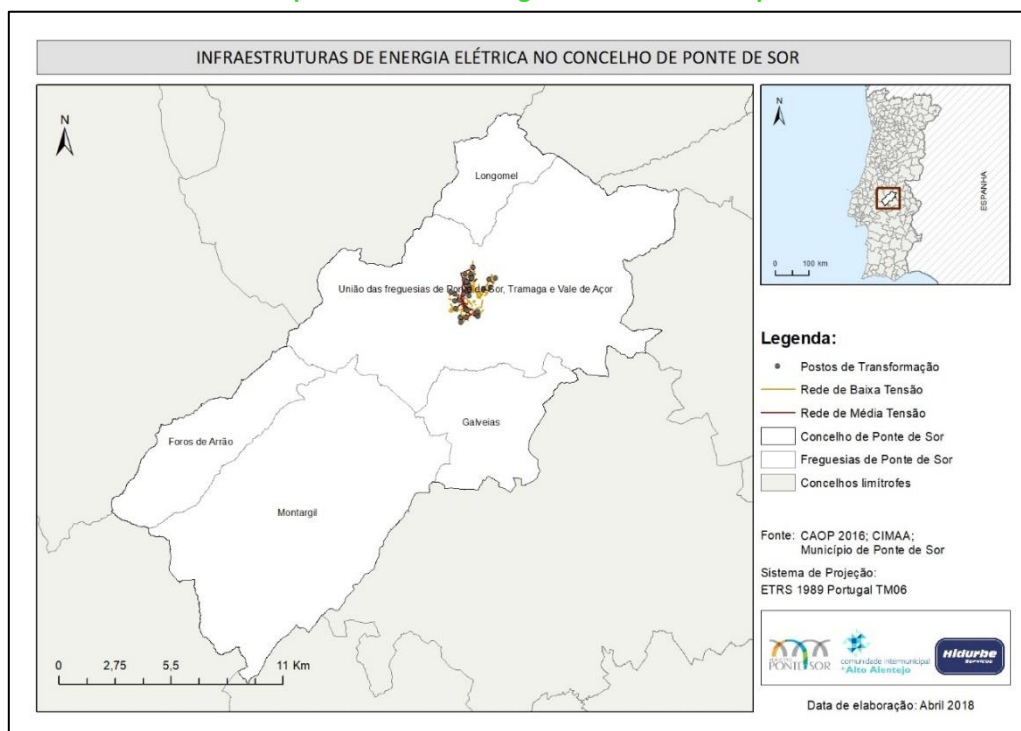 INFRAESTRUTURAS DE ENERGIA ELÉTRICA NO CONCELHO DE PONTE DE SOR
N
Longomel
União das freguesias de Ponte de Sor, Tramaga e Vale de Açor
Foros de Arrão
Galveias
Montargil
0 2,75 5,5 11 Km
N
ESPANHA
0 100 km
Legenda:
Postos de Transformação
Rede de Baixa Tensão
Rede de Média Tensão
Concelho de Ponte de Sor
Freguesias de Ponte de Sor
Concelhos limítrofes
Fonte: CAOP 2016; CIMAA;
Município de Ponte de Sor
Sistema de Projeção:
ETRS 1989 Portugal TM06
comunidade intermunicipal
Alto Alentejo
Hidurbe
Serviços
Data de elaboração: Abril 2018